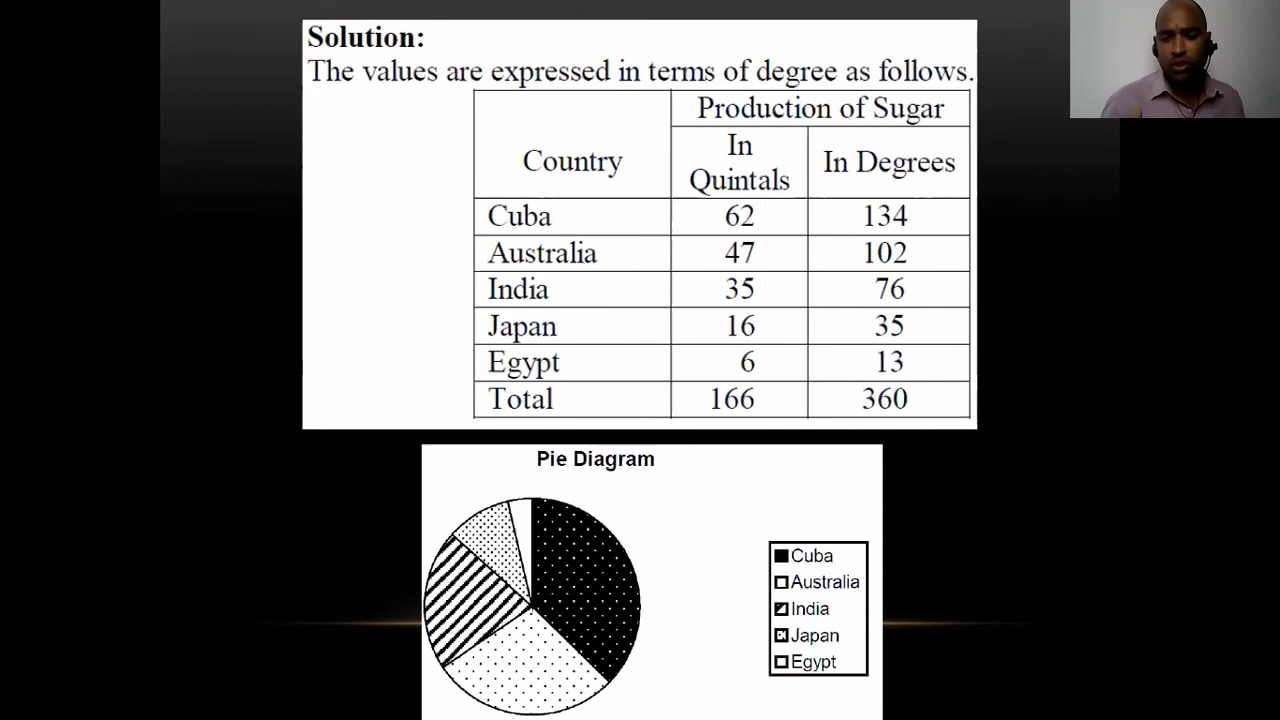 Solution:
The values are expressed in terms of degree as follows.
Production of Sugar
Country
In Quintals
In Degrees
Cuba 62 134
Australia 47 102
India 35 76
Japan 16 35
Egypt 6 13
Total 166 360
Pie Diagram
Cuba
Australia
India
Japan
Egypt